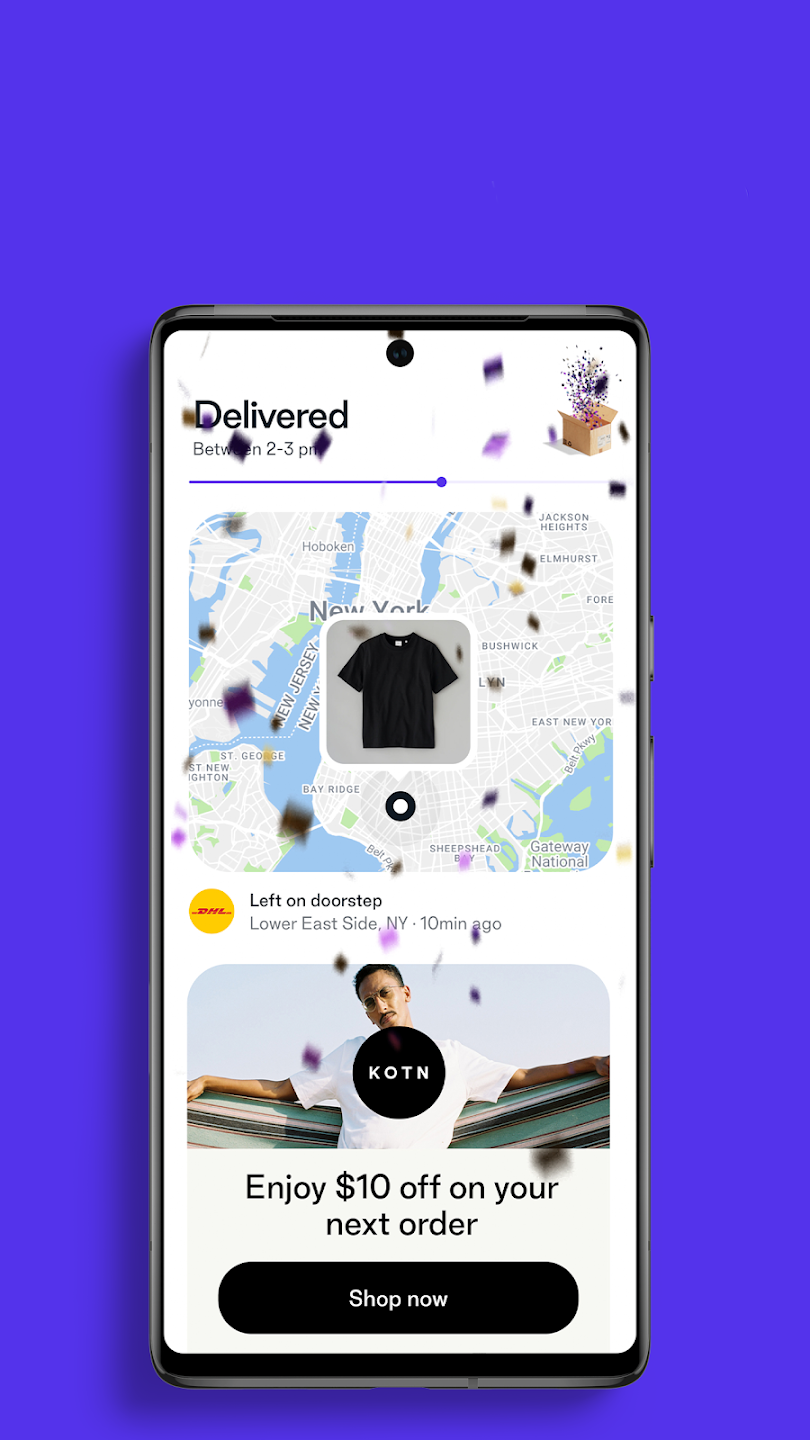 Delivered
Between 2-3 pm
JACKSON
HEIGHTS
Hoboken
ELMHURST
FORE
New York
BUSHWICK
NEW JERSEY
NEW Y
LYN
yonne
EAST NEW YOR
ST. GEORGE
Belt Pkwy
ST NEW
IGHTON
BAY RIDGE
Belt Pk
SHEEPSHEAD
BAY
Gateway
National
DHL
Left on doorstep
Lower East Side, NY · 10min ago
KOTN
Enjoy $10 off on your
next order
Shop now